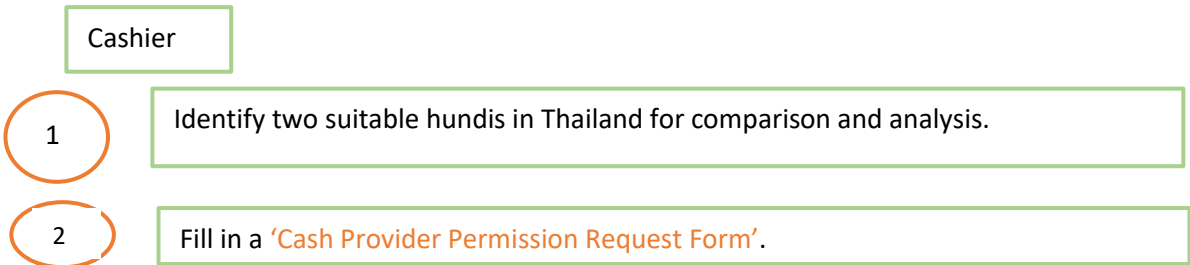 Cashier
1
Identify two suitable hundis in Thailand for comparison and analysis.
2
Fill in a ‘Cash Provider Permission Request Form’.